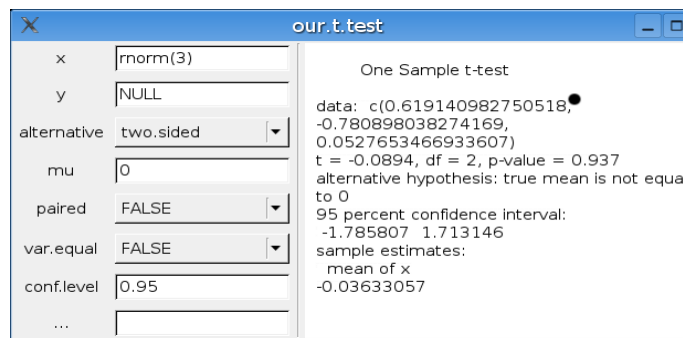 our.t.test
x rnorm(3)
y NULL
alternative two.sided
mu 0
paired FALSE
var.equal FALSE
conf.level 0.95
...
One Sample t-test
data: c(0.619140982750518,
-0.780898038274169,
0.0527653466933607)
t = -0.0894, df = 2, p-value = 0.937
alternative hypothesis: true mean is not equa
to 0
95 percent confidence interval:
-1.785807 1.713146
sample estimates:
mean of x
-0.03633057